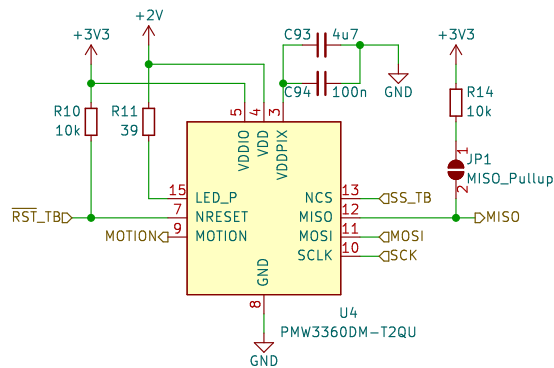 +2V
+3V3
C93 4u7
+3V3
C94 100n
GND
R10 10k
R11 39
R14 10k
5 VDDIO
4 VDD
3 VDDPIX
JP1
MISO_Pullup
1
2
15 LED_P
NCS 13 SS_TB
RST_TB 7 NRESET
MISO 12 MISO
MOTION 9 MOTION
MOSI 11 MOSI
SCLK 10 SCK
GND
8
U4
PMW3360DM-T2QU
GND